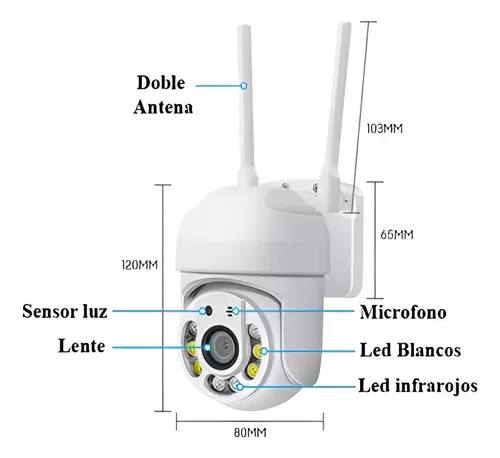 Doble
Antena
103MM
65MM
120MM
Sensor luz
Microfono
Lente
Led Blancos
Led infrarojos
80MM